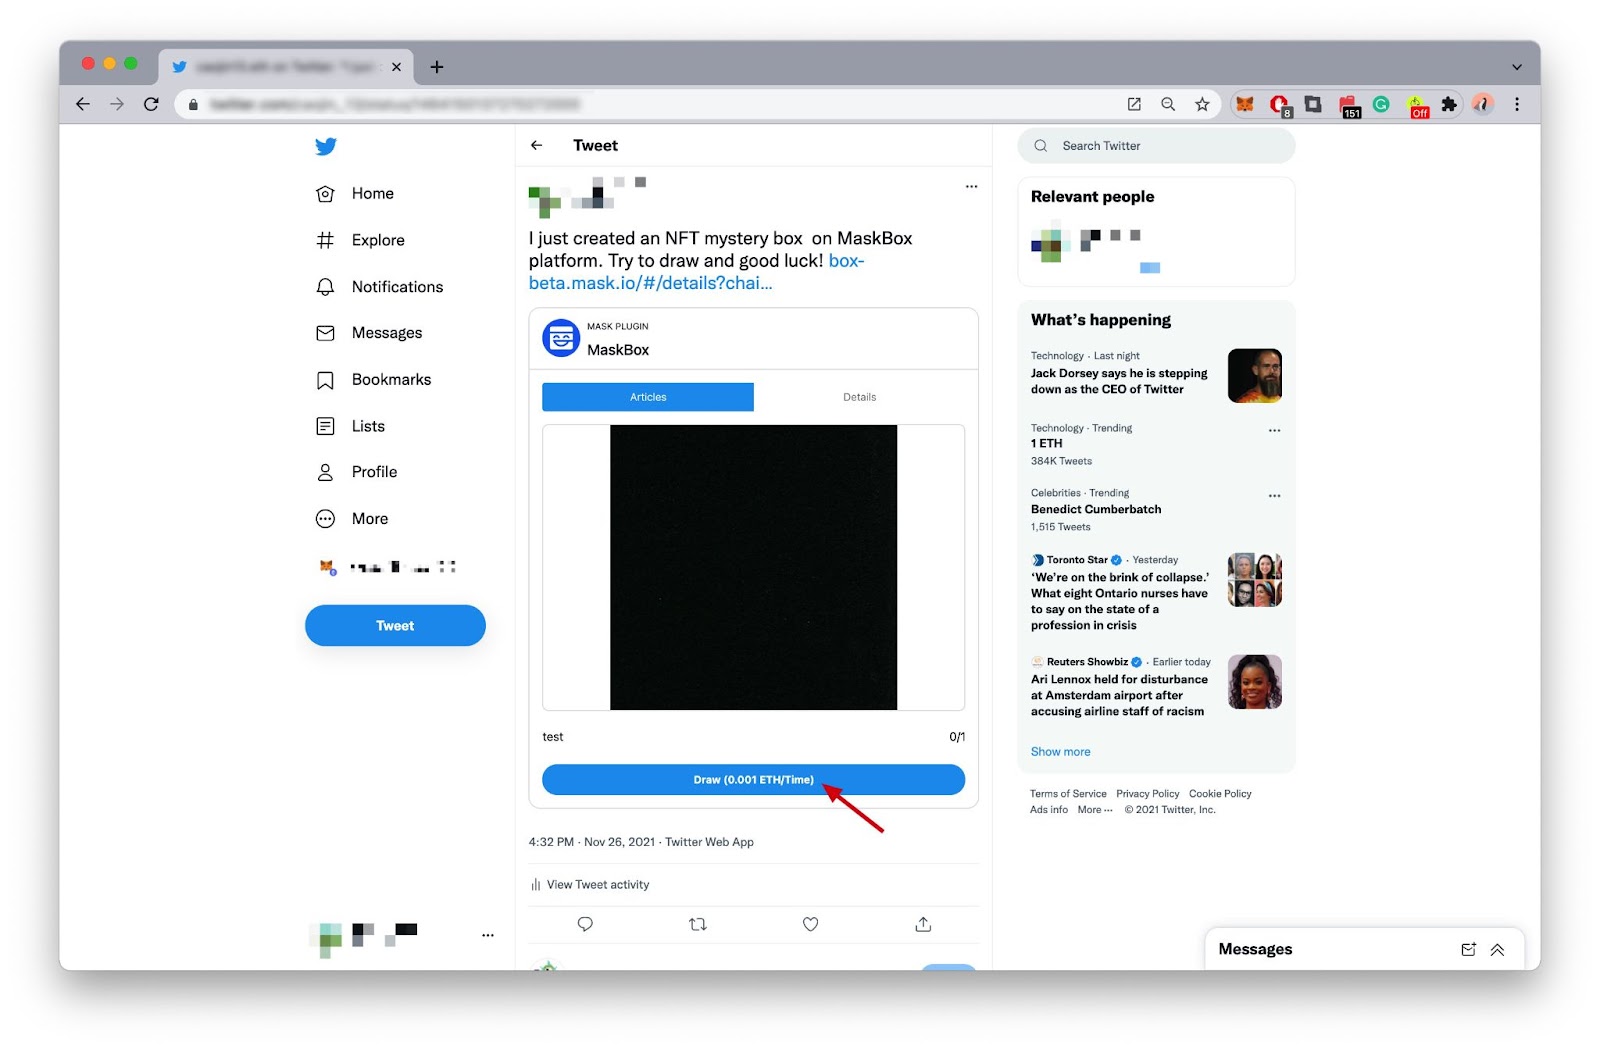 8
151
Off
Home
Explore
Notifications
Messages
Bookmarks
Lists
Profile
More
Tweet
Tweet
I just created an NFT mystery box  on MaskBox
platform. Try to draw and good luck! box-
beta.mask.io/#/details?chai...
MASK PLUGIN
MaskBox
Articles
Details
test
0/1
Draw (0.001 ETH/Time)
4:32 PM · Nov 26, 2021 · Twitter Web App
View Tweet activity
Search Twitter
Relevant people
What's happening
Technology · Last night
Jack Dorsey says he is stepping
down as the CEO of Twitter
Technology · Trending
1 ETH
384K Tweets
Celebrities · Trending
Benedict Cumberbatch
1,515 Tweets
Toronto Star · Yesterday
'We're on the brink of collapse.'
What eight Ontario nurses have
to say on the state of a
profession in crisis
Reuters Showbiz · Earlier today
Ari Lennox held for disturbance
at Amsterdam airport after
accusing airline staff of racism
Show more
Terms of Service Privacy Policy Cookie Policy
Ads info More ··· © 2021 Twitter, Inc.
Messages